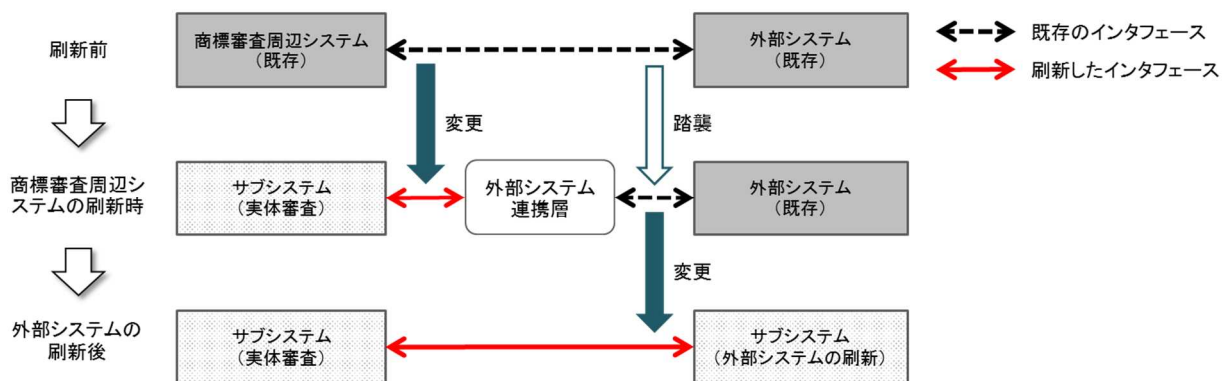 刷新前
商標審査周辺システム
（既存）
外部システム
（既存）
既存のインタフェース
刷新したインタフェース
変更
踏襲
商標審査周辺シ
ステムの刷新時
サブシステム
（実体審査）
外部システム
連携層
外部システム
（既存）
変更
外部システムの
刷新後
サブシステム
（実体審査）
サブシステム
（外部システムの刷新）